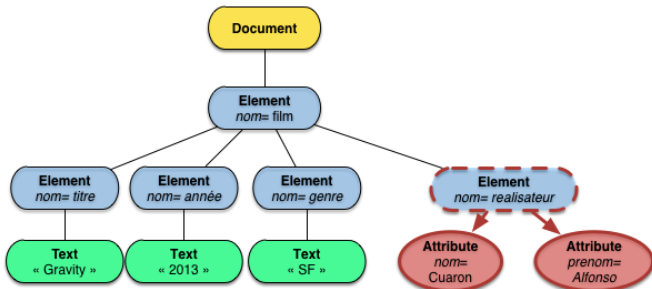 Document
Element
nom= film
Element
nom= titre
Element
nom= année
Element
nom= genre
Element
nom= realisateur
Text
« Gravity »
Text
« 2013 »
Text
« SF »
Attribute
nom=
Cuaron
Attribute
prenom=
Alfonso